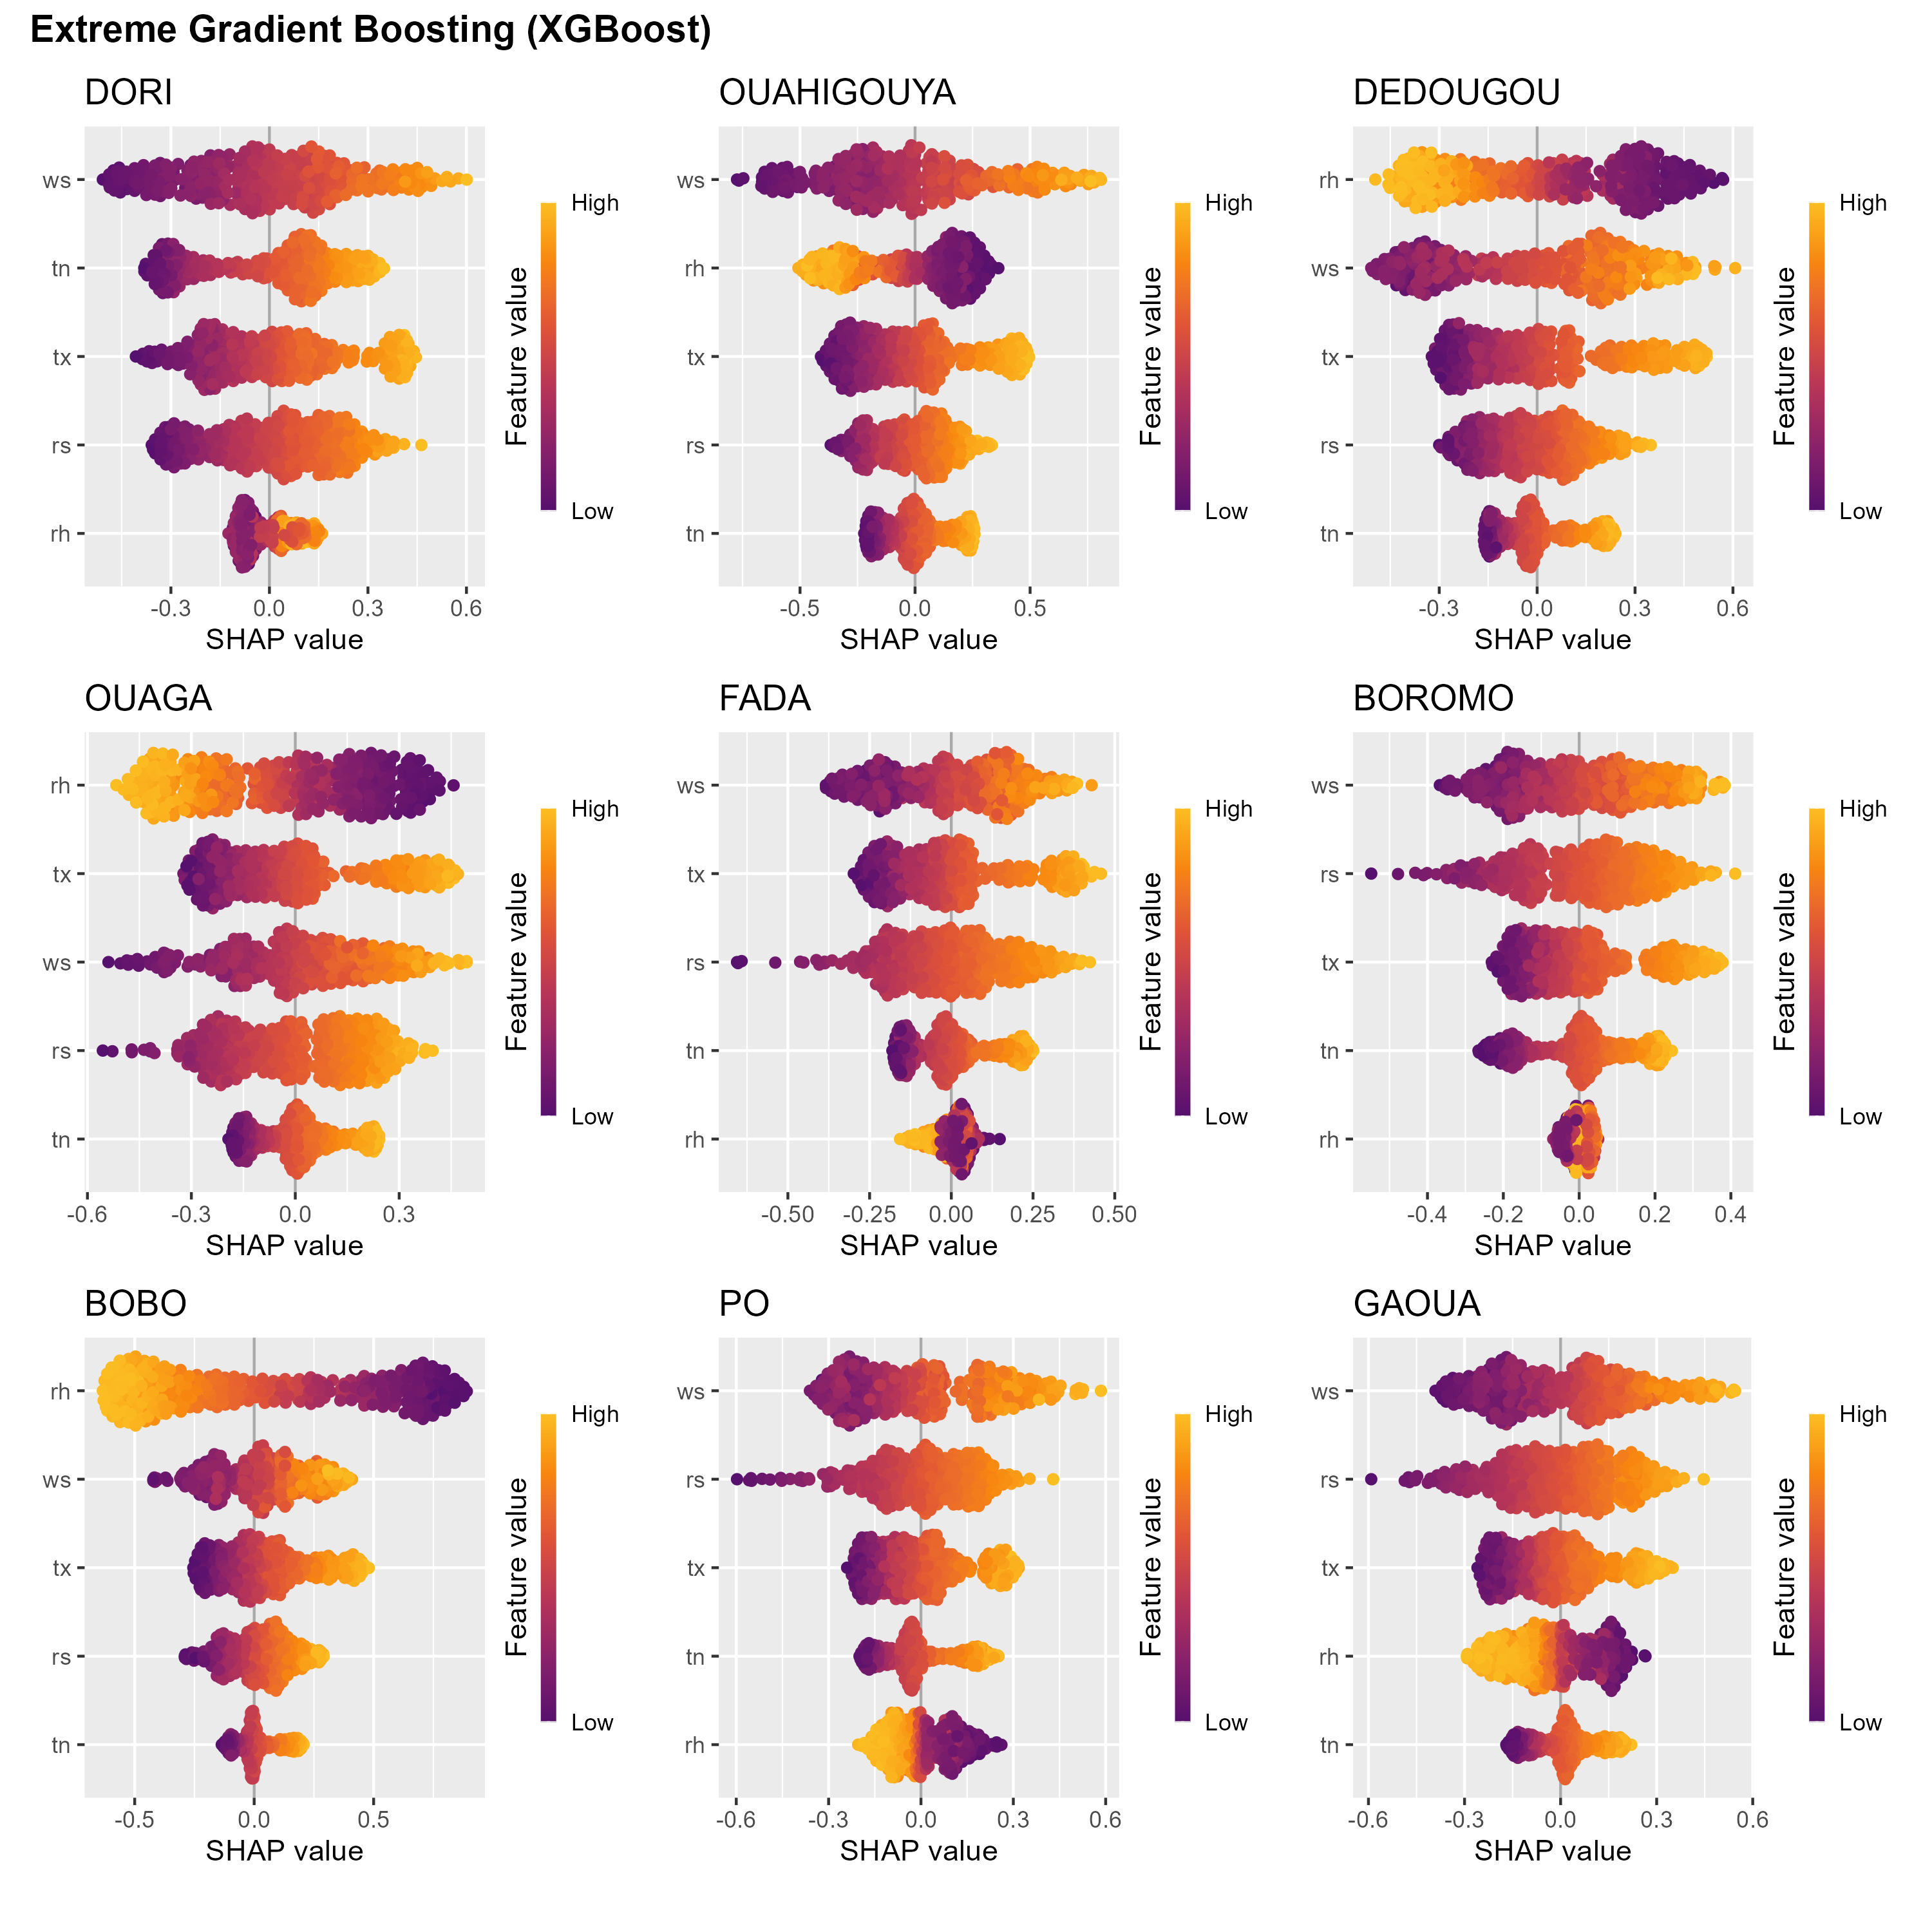 Extreme Gradient Boosting (XGBoost)
DORI
ws
tn
tx
rs
rh
-0.3 0.0 0.3 0.6
SHAP value
Feature value
High
Low
OUAHIGOUYA
ws
rh
tx
rs
tn
-0.5 0.0 0.5
SHAP value
Feature value
High
Low
DEDOUGOU
rh
ws
tx
rs
tn
-0.3 0.0 0.3 0.6
SHAP value
Feature value
High
Low
OUAGA
rh
tx
ws
rs
tn
-0.6 -0.3 0.0 0.3
SHAP value
Feature value
High
Low
FADA
ws
tx
rs
tn
rh
-0.50 -0.25 0.00 0.25 0.50
SHAP value
Feature value
High
Low
BOROMO
ws
rs
tx
tn
rh
-0.4 -0.2 0.0 0.2 0.4
SHAP value
Feature value
High
Low
BOBO
rh
ws
tx
rs
tn
-0.5 0.0 0.5
SHAP value
Feature value
High
Low
PO
ws
rs
tx
tn
rh
-0.6 -0.3 0.0 0.3 0.6
SHAP value
Feature value
High
Low
GAOUA
ws
rs
tx
rh
tn
-0.6 -0.3 0.0 0.3 0.6
SHAP value
Feature value
High
Low